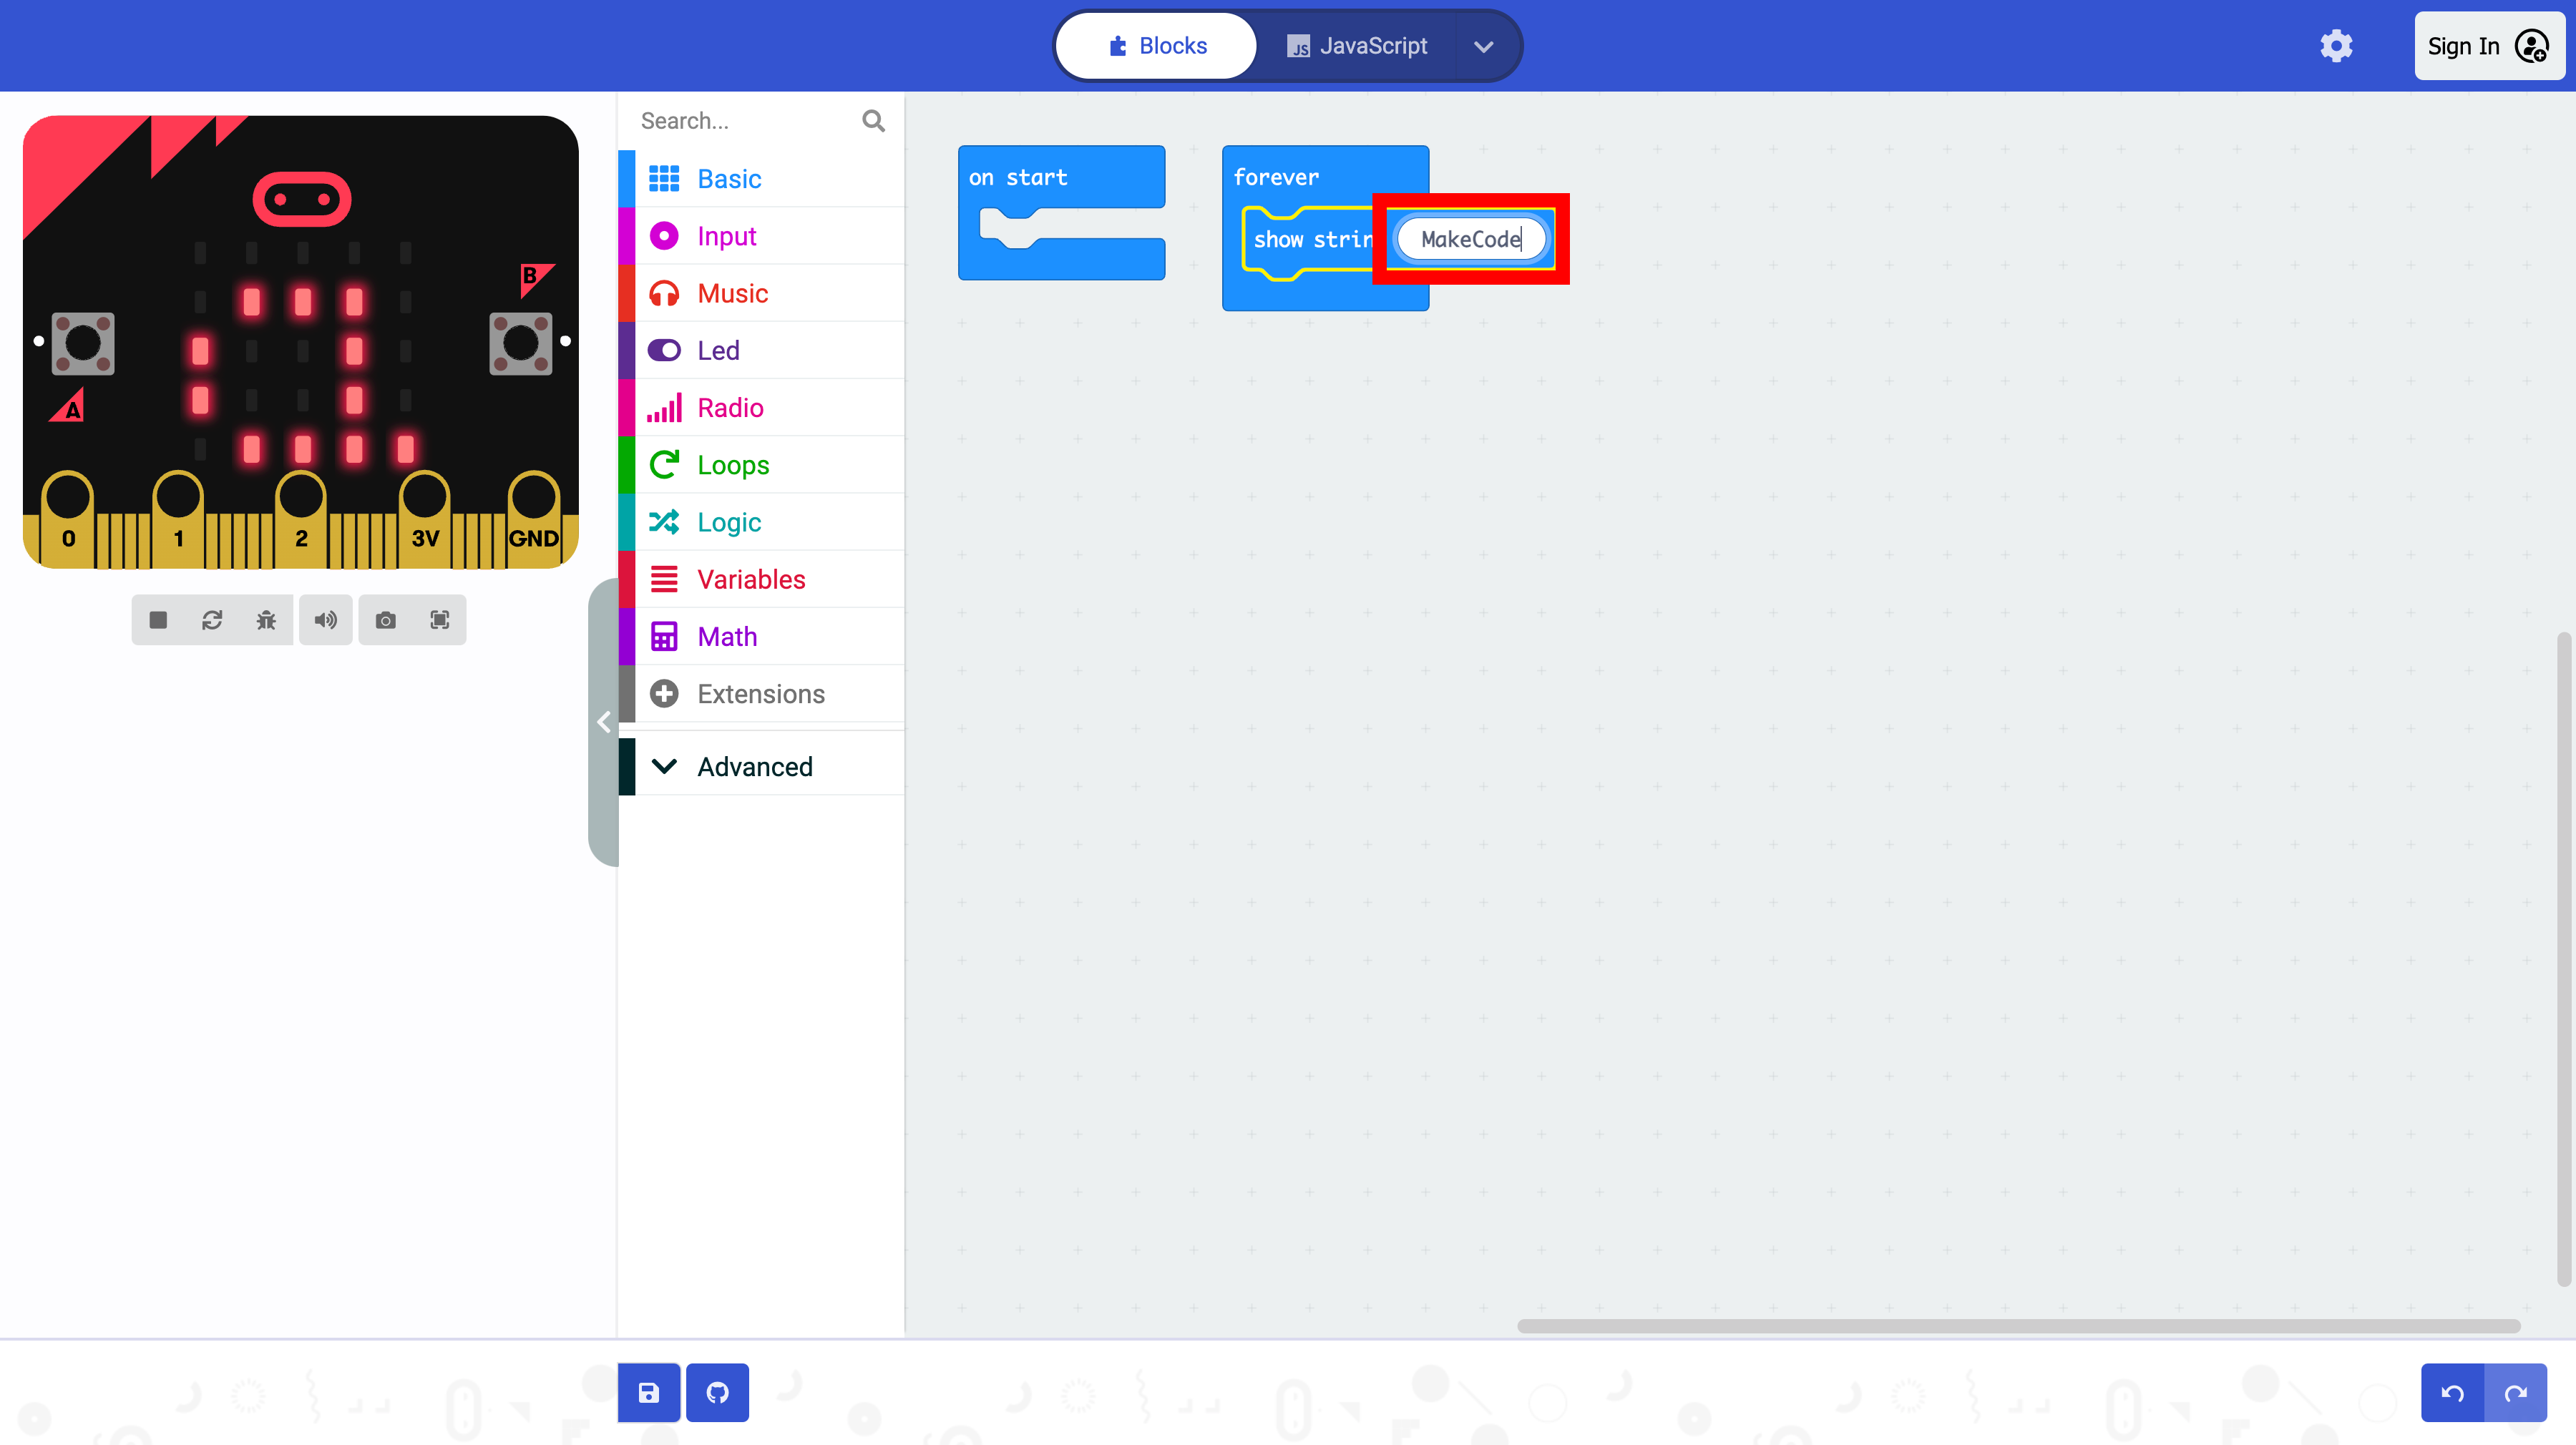 Blocks
JS JavaScript
Sign In
Search...
on start
forever
Basic
show strin MakeCode
Input
B
Music
Led
A
Radio
Loops
Logic
0 1 2 3V GND
Variables
Math
Extensions
Advanced